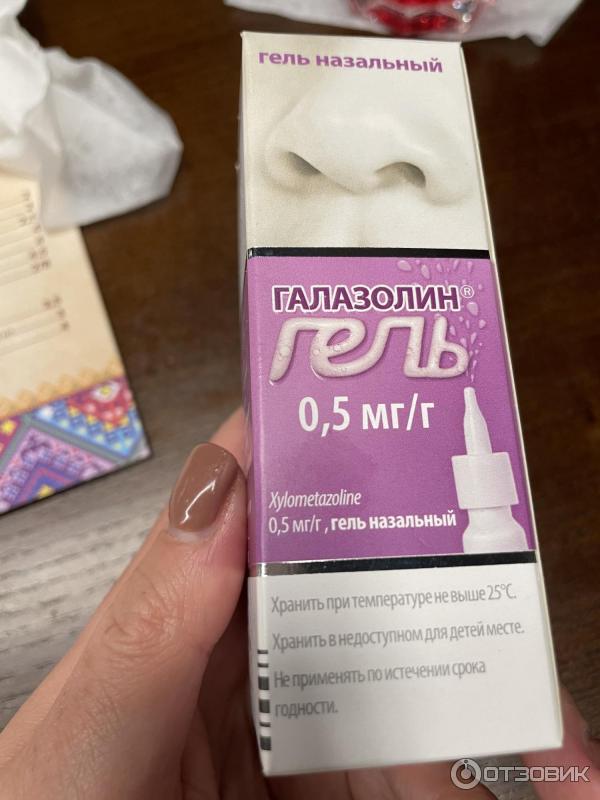 гель назальный
ГАЛАЗОЛИН®
гель
0,5 мг/г
Xylometazoline
0,5 мг/г, гель назальный
Хранить при температуре не выше 25°С.
Хранить в недоступном для детей месте.
Не применять по истечении срока
годности.
ОТЗОВИК